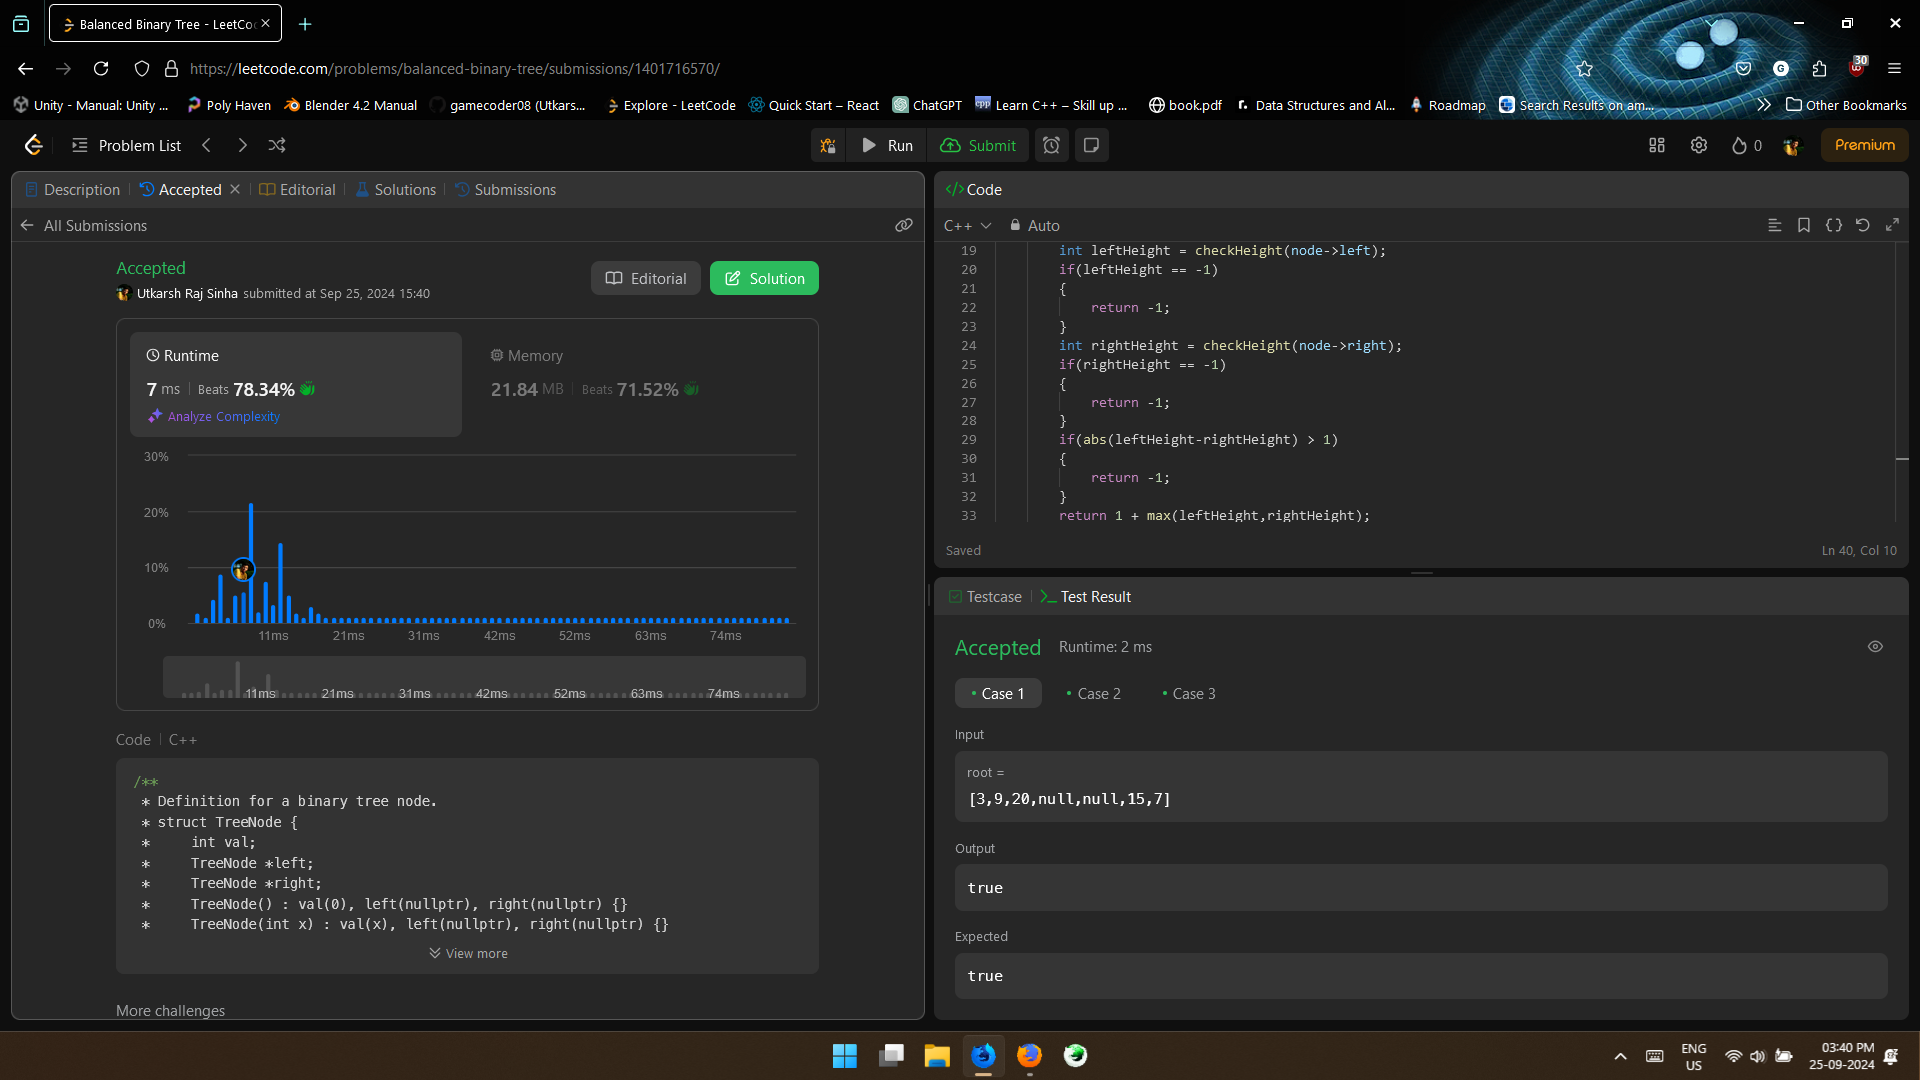 Balanced Binary Tree - LeetCo
https://leetcode.com/problems/balanced-binary-tree/submissions/1401716570/
30
Unity - Manual: Unity ...
Poly Haven
Blender 4.2 Manual
gamecoder08 (Utkars...
Explore - LeetCode
Quick Start – React
ChatGPT
Learn C++ – Skill up ...
book.pdf
Data Structures and Al...
Roadmap
Search Results on am...
Other Bookmarks
Problem List
Run
Submit
0
Premium
Description
Accepted
Editorial
Solutions
Submissions
All Submissions
Accepted
Utkarsh Raj Sinha submitted at Sep 25, 2024 15:40
Editorial
Solution
Runtime
7 ms Beats 78.34%
Analyze Complexity
Memory
21.84 MB Beats 71.52%
30%
20%
10%
0%
11ms 21ms 31ms 42ms 52ms 63ms 74ms
11ms 21ms 31ms 42ms 52ms 63ms 74ms
Code | C++
/**
 * Definition for a binary tree node.
 * struct TreeNode {
 *     int val;
 *     TreeNode *left;
 *     TreeNode *right;
 *     TreeNode() : val(0), left(nullptr), right(nullptr) {}
 *     TreeNode(int x) : val(x), left(nullptr), right(nullptr) {}
View more
More challenges
</> Code
C++
Auto
19 int leftHeight = checkHeight(node->left);
20 if(leftHeight == -1)
21 {
22     return -1;
23 }
24 int rightHeight = checkHeight(node->right);
25 if(rightHeight == -1)
26 {
27     return -1;
28 }
29 if(abs(leftHeight-rightHeight) > 1)
30 {
31     return -1;
32 }
33 return 1 + max(leftHeight,rightHeight);
Saved
Ln 40, Col 10
Testcase
Test Result
Accepted Runtime: 2 ms
Case 1
Case 2
Case 3
Input
root =
[3,9,20,null,null,15,7]
Output
true
Expected
true
ENG
US
03:40 PM
25-09-2024